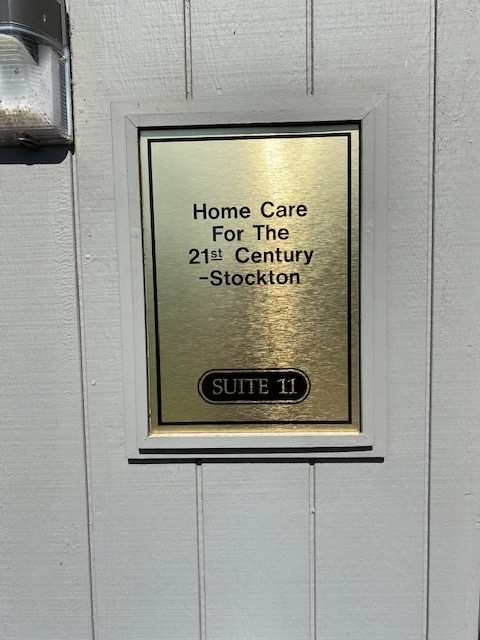 Home Care
For The
21st Century
-Stockton
SUITE 11